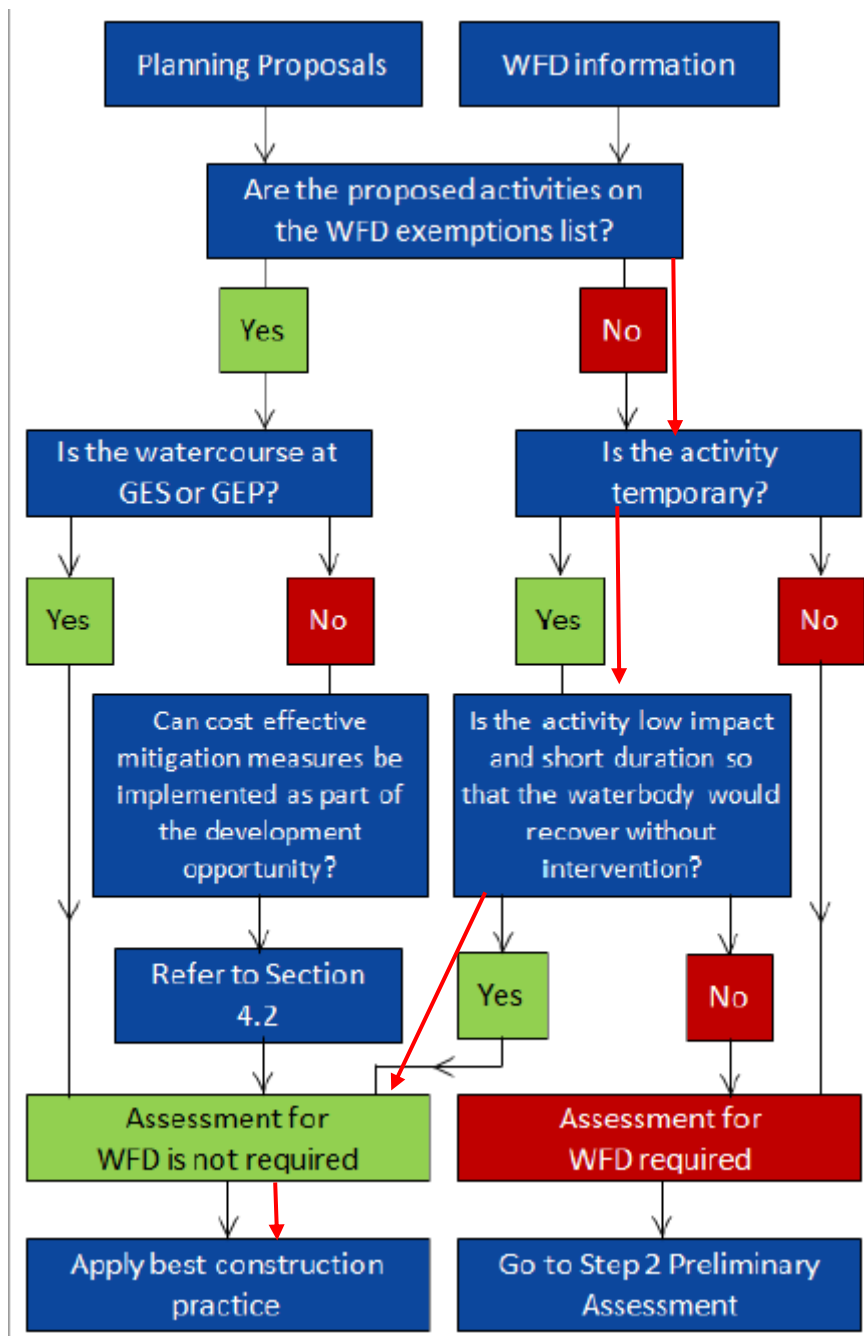 Planning Proposals
WFD information
Are the proposed activities on
the WFD exemptions list?
Yes
No
Is the watercourse at
GES or GEP?
Is the activity
temporary?
Yes
No
Yes
No
Can cost effective
mitigation measures be
implemented as part of
the development
opportunity?
Is the activity low impact
and short duration so
that the waterbody would
recover without
intervention?
Refer to Section
4.2
Yes
No
Assessment for
WFD is not required
Assessment for
WFD required
Apply best construction
practice
Go to Step 2 Preliminary
Assessment